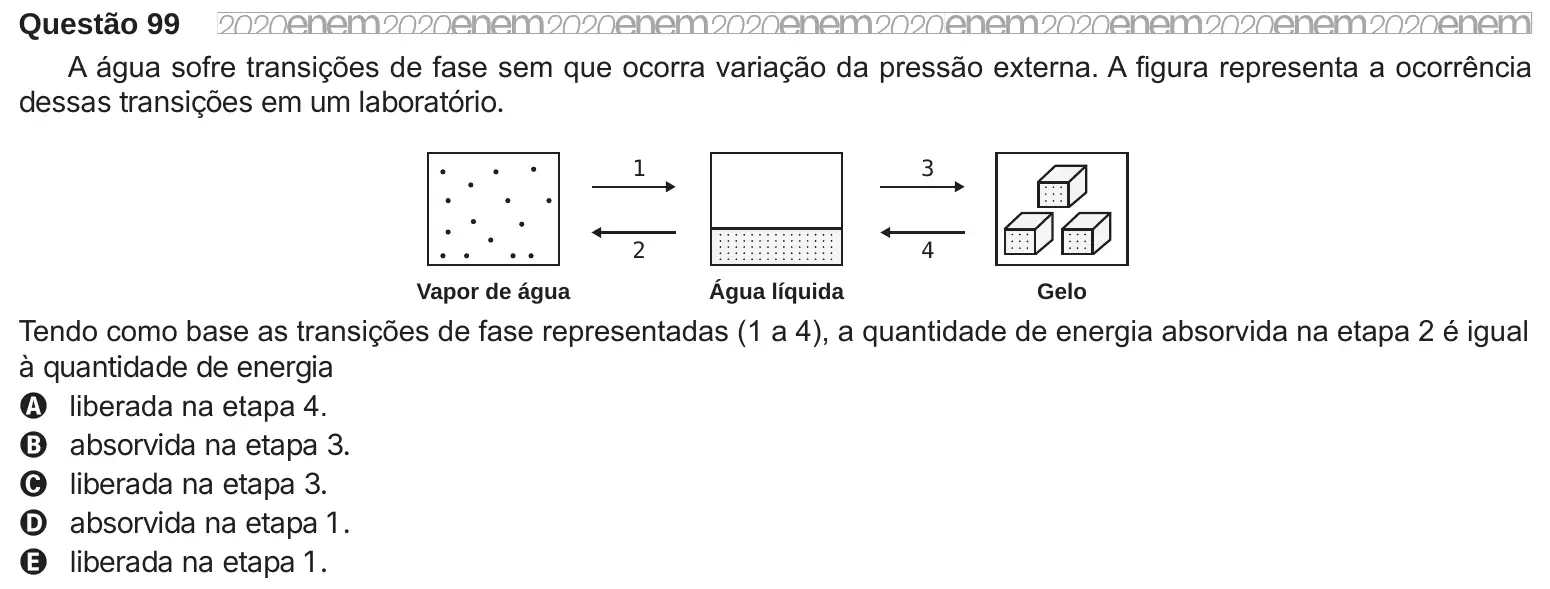 Questão 99 2020enem2020enem2020enem2020enem2020enem2020enem2020enem2020enem
A água sofre transições de fase sem que ocorra variação da pressão externa. A figura representa a ocorrência
dessas transições em um laboratório.
1
3
2
4
Vapor de água
Água líquida
Gelo
Tendo como base as transições de fase representadas (1 a 4), a quantidade de energia absorvida na etapa 2 é igual
à quantidade de energia
A liberada na etapa 4.
B absorvida na etapa 3.
C liberada na etapa 3.
D absorvida na etapa 1.
E liberada na etapa 1.